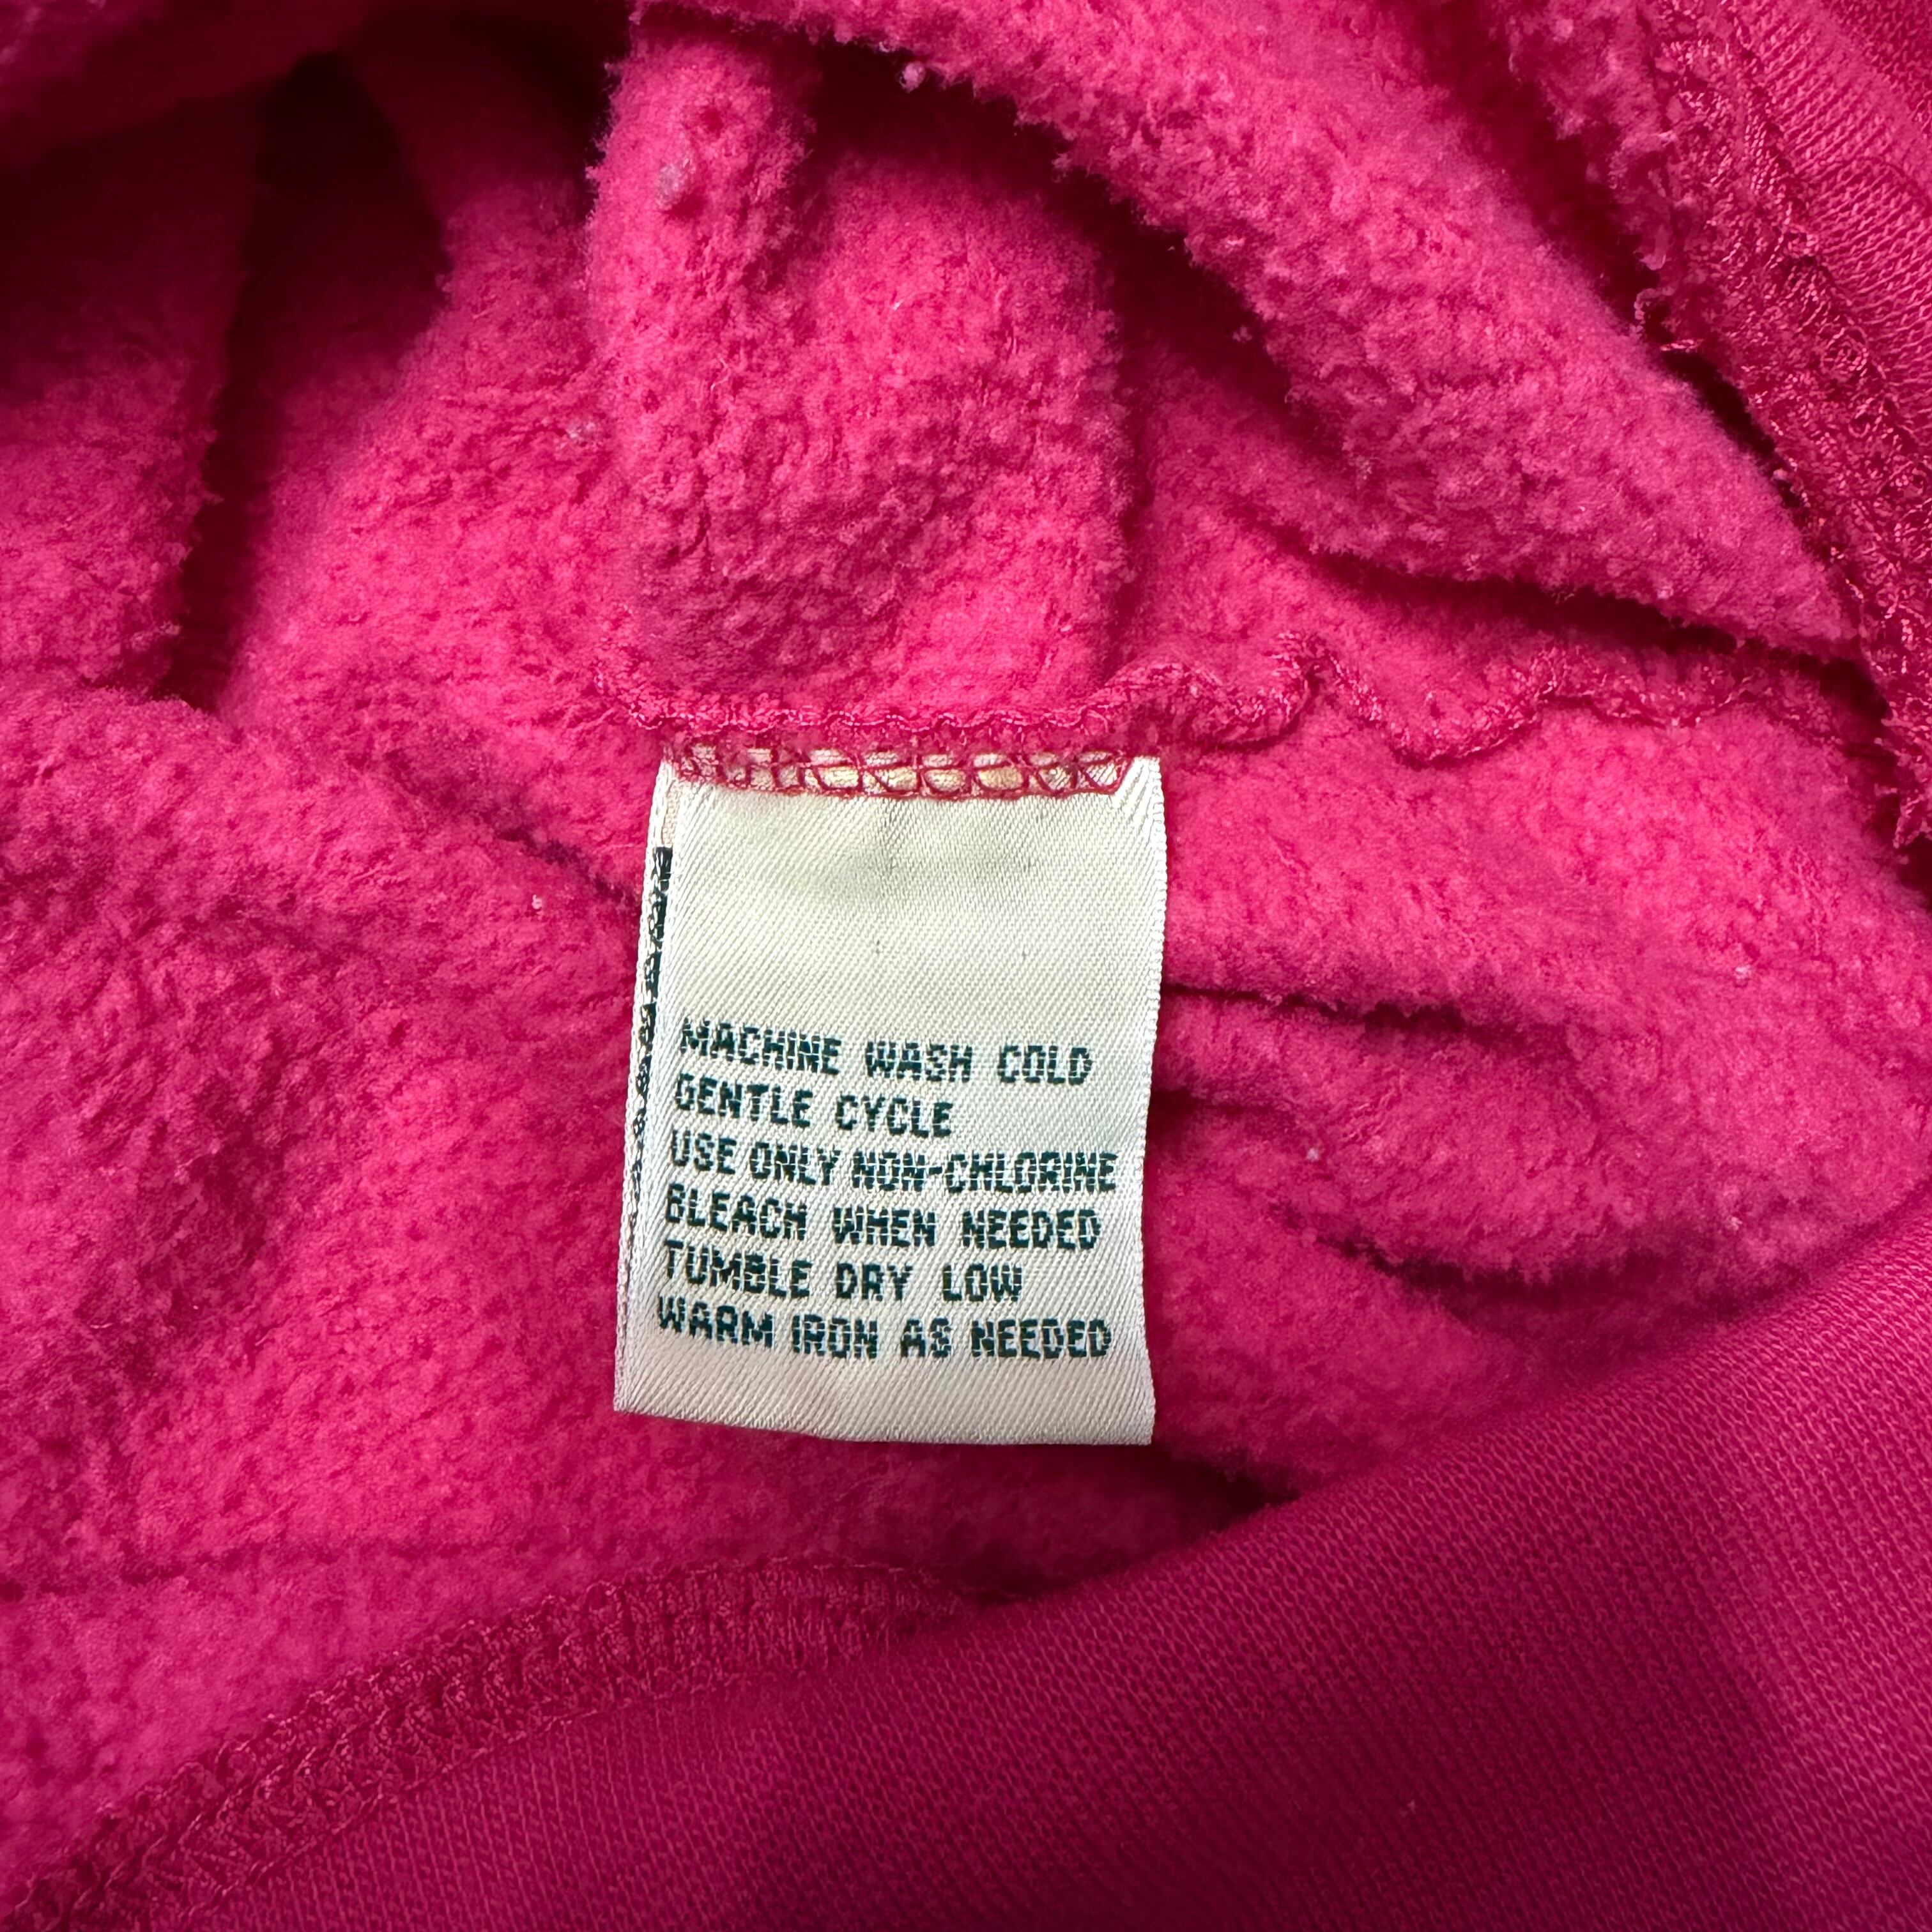 MACHINE WASH COLD
GENTLE CYCLE
USE ONLY NON-CHLORINE
BLEACH WHEN NEEDED
TUMBLE DRY LOW
WARM IRON AS NEEDED